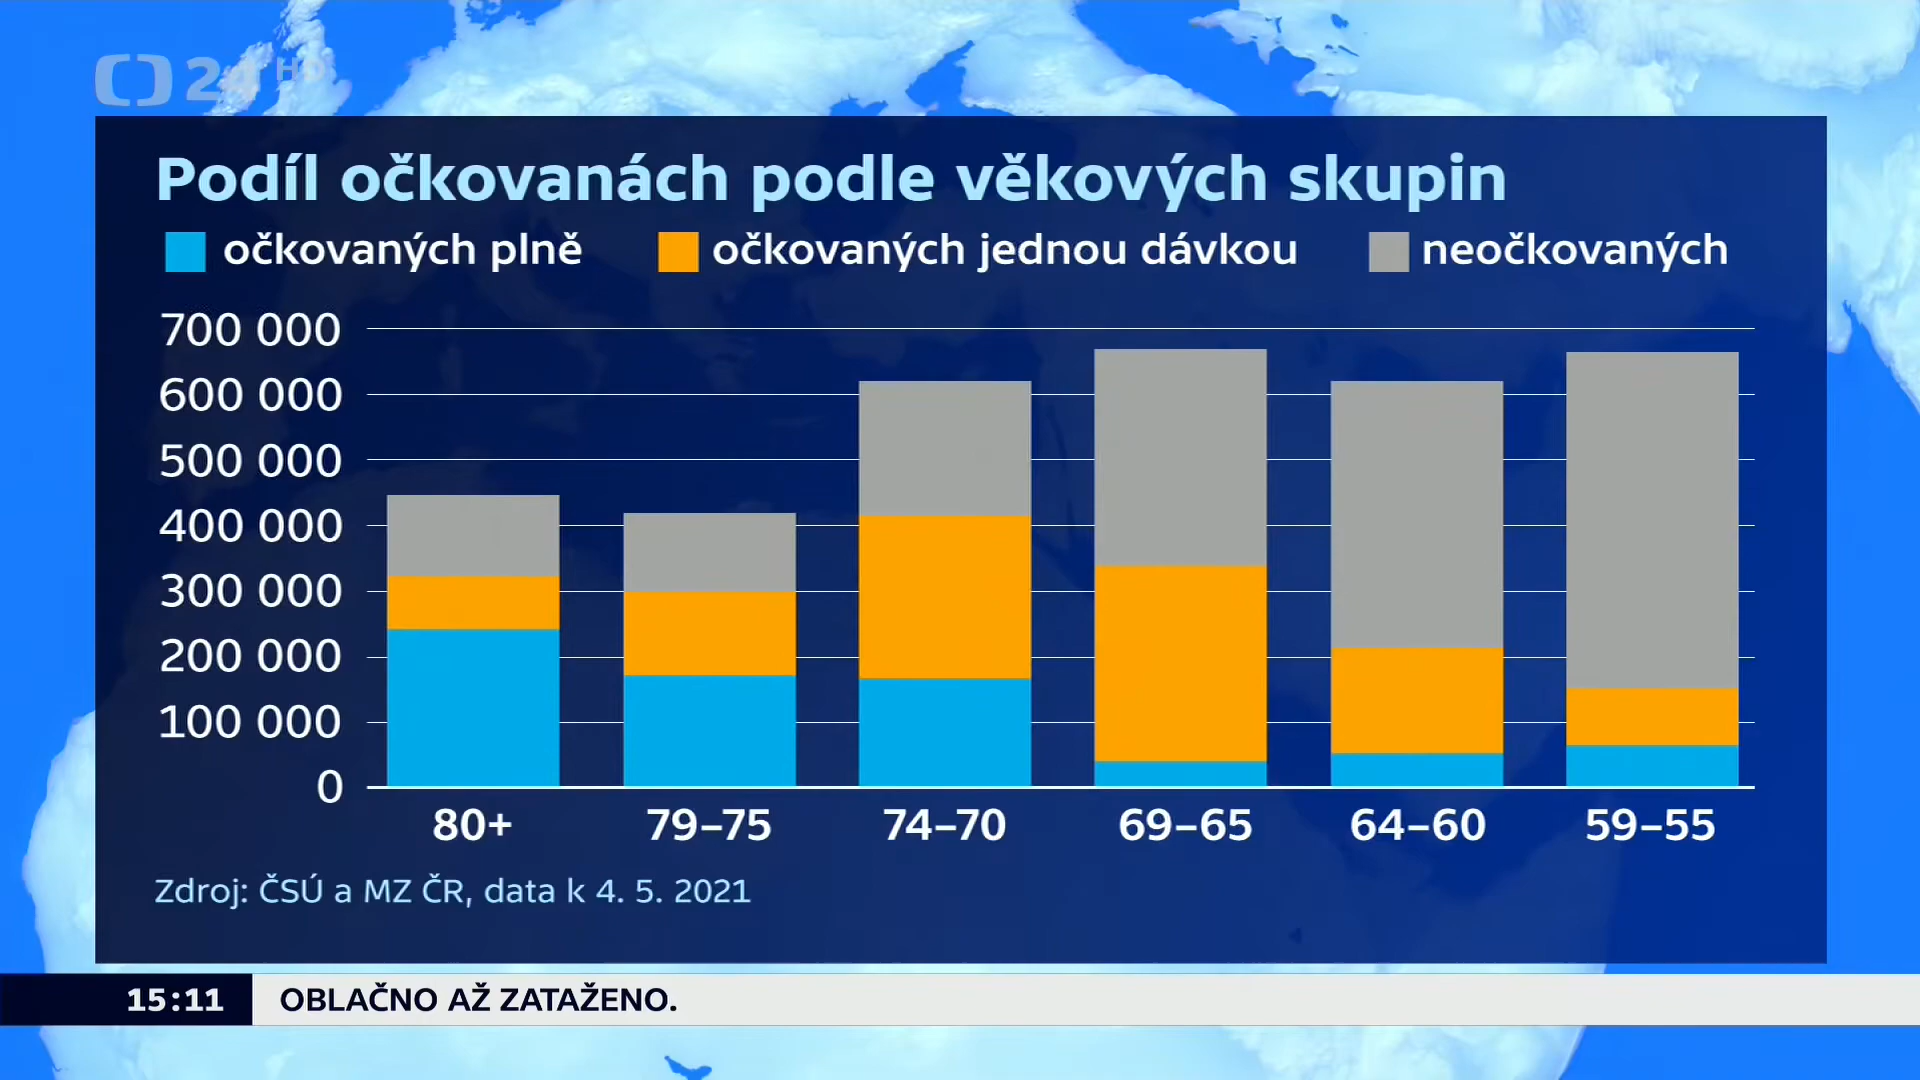 24 HD
Podíl očkovanách podle věkových skupin
očkovaných plně očkovaných jednou dávkou neočkovaných
700 000
600 000
500 000
400 000
300 000
200 000
100 000
0
80+ 79–75 74–70 69–65 64–60 59–55
Zdroj: ČSÚ a MZ ČR, data k 4. 5. 2021
15:11 OBLAČNO AŽ ZATAŽENO.